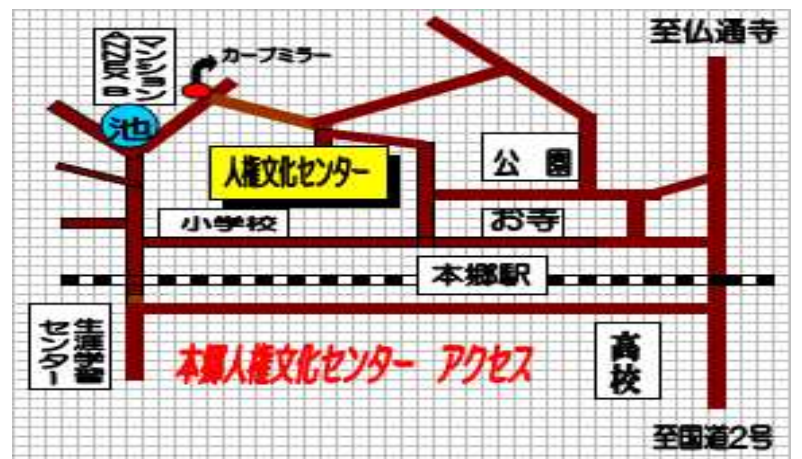 至仏通寺
マンション
カーブミラー
池
人権文化センター
公園
小学校
お寺
本郷駅
生涯学習
センター
高校
本郷人権文化センター アクセス
至国道2号